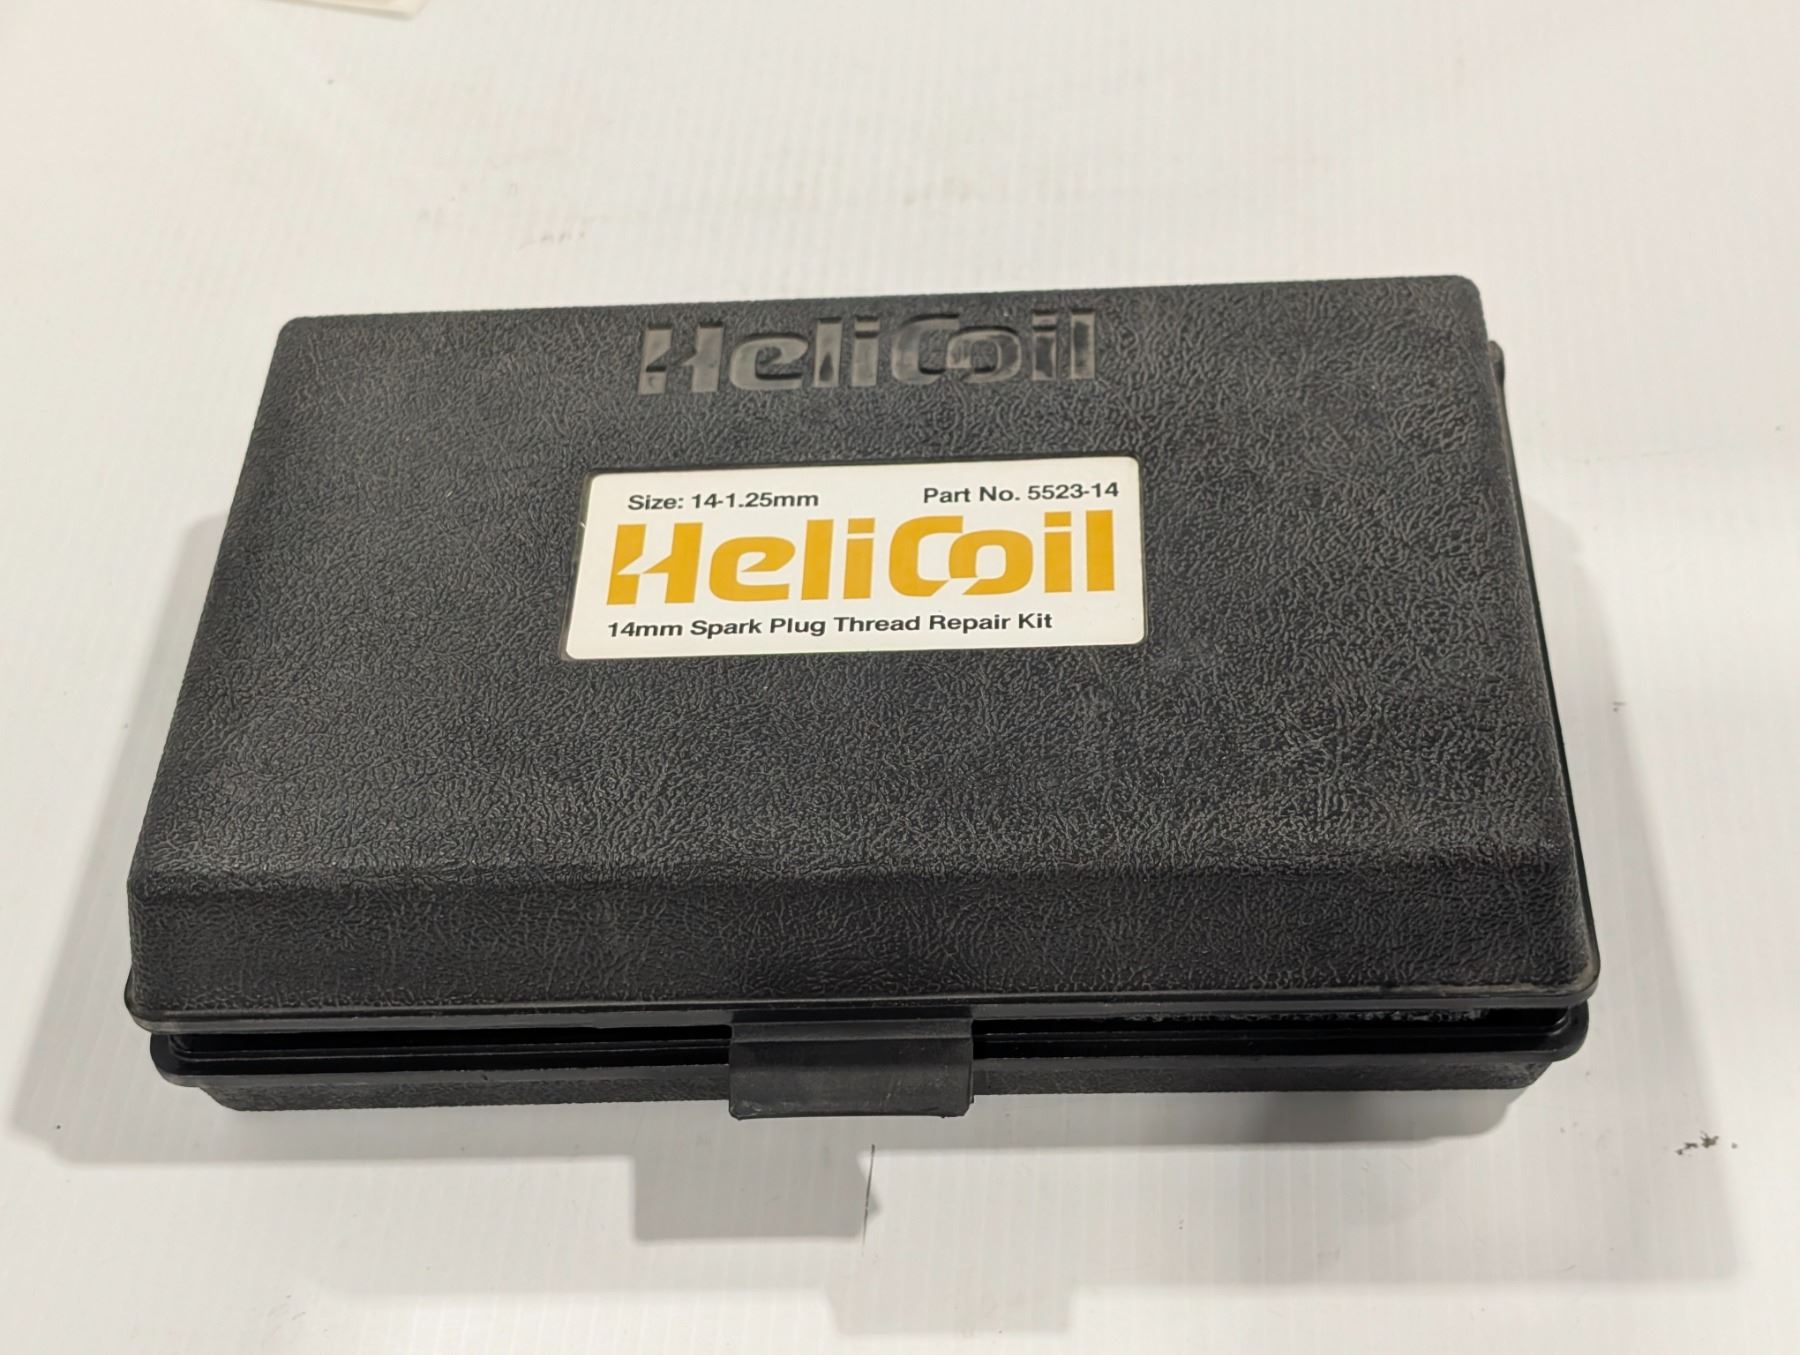 HeliCoil
Size: 14-1.25mm Part No. 5523-14
HeliCoil
14mm Spark Plug Thread Repair Kit